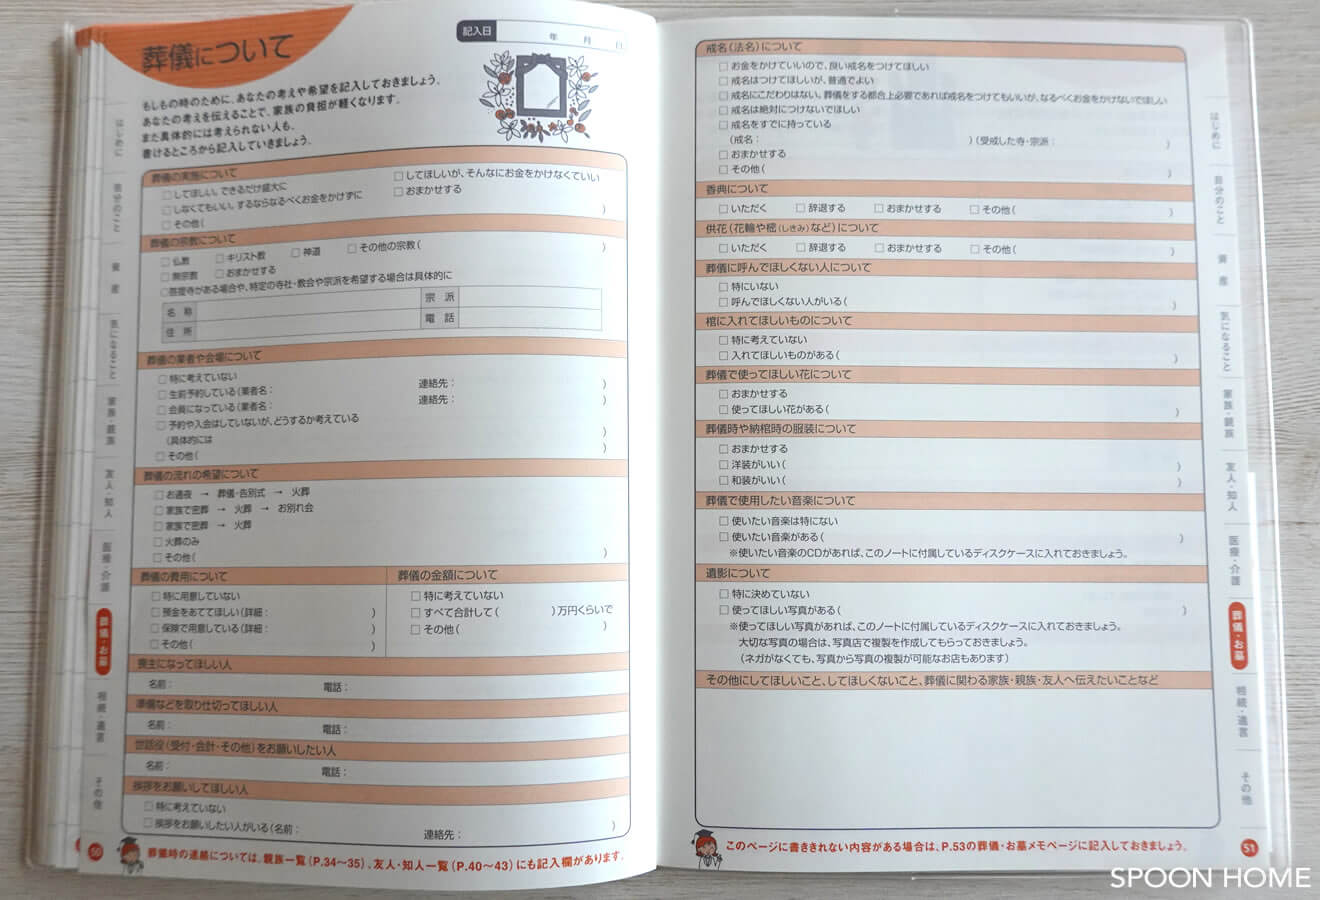 葬儀について
記入日　年　月　日
もしもの時のために、あなたの考えや希望を記入しておきましょう。
あなたの考えを伝えることで、家族の負担が軽くなります。
また具体的には考えられない人も、
書けるところから記入していきましょう。
葬儀の実施について
□してほしい。できるだけ盛大に　□してほしいが、そんなにお金をかけなくていい
□しなくてもいい。するならなるべくお金をかけずに　□おまかせする
□その他(　)
葬儀の宗教について
□仏教　□キリスト教　□神道　□その他の宗教(　)
□無宗教　□おまかせする
○菩提寺がある場合や、特定の寺社・教会や宗派を希望する場合は具体的に
名称　宗派
住所　電話
葬儀の業者や会場について
□特に考えていない
□生前予約している(業者名：　連絡先：　)
□会員になっている(業者名：　連絡先：　)
□予約や入会はしていないが、どうするか考えている
(具体的には　)
□その他(　)
葬儀の流れの希望について
□お通夜 → 葬儀・告別式 → 火葬
□家族で密葬 → 火葬 → お別れ会
□家族で密葬 → 火葬
□火葬のみ
□その他(　)
葬儀の費用について
□特に用意していない
□預金をあててほしい(詳細：　)
□保険で用意している(詳細：　)
□その他(　)
葬儀の金額について
□特に考えていない
□すべて合計して(　)万円くらいで
□その他(　)
喪主になってほしい人
名前：　電話：
準備などを取り仕切ってほしい人
名前：　電話：
世話役(受付・会計・その他)をお願いしたい人
名前：　電話：
挨拶をお願いしてほしい人
□特に考えていない
□挨拶をお願いしたい人がいる(名前：　連絡先：　)
葬儀時の連絡については、親族一覧(P.34～35)、友人・知人一覧(P.40～43)にも記入欄があります。
50
はじめに
自分のこと
資産
気になること
家族・親族
友人・知人
医療・介護
葬儀・お墓
相続・遺言
その他
戒名(法名)について
□お金をかけていいので、良い戒名をつけてほしい
□戒名はつけてほしいが、普通でよい
□戒名にこだわりはない。葬儀をする都合上必要であれば戒名をつけてもいいが、なるべくお金をかけないでほしい
□戒名は絶対につけないでほしい
□戒名をすでに持っている
(戒名：　)(受戒した寺・宗派：　)
□おまかせする
□その他(　)
香典について
□いただく　□辞退する　□おまかせする　□その他(　)
供花(花輪や樒(しきみ)など)について
□いただく　□辞退する　□おまかせする　□その他(　)
葬儀に呼んでほしくない人について
□特にいない
□呼んでほしくない人がいる(　)
棺に入れてほしいものについて
□特に考えていない
□入れてほしいものがある(　)
葬儀で使ってほしい花について
□おまかせする
□使ってほしい花がある(　)
葬儀時や納棺時の服装について
□おまかせする
□洋装がいい(　)
□和装がいい(　)
葬儀で使用したい音楽について
□使いたい音楽は特にない
□使いたい音楽がある(　)
※使いたい音楽のCDがあれば、このノートに付属しているディスクケースに入れておきましょう。
遺影について
□特に決めていない
□使ってほしい写真がある(　)
※使ってほしい写真があれば、このノートに付属しているディスクケースに入れておきましょう。
大切な写真の場合は、写真店で複製を作成してもらっておきましょう。
(ネガがなくても、写真から写真の複製が可能なお店もあります)
その他にしてほしいこと、してほしくないこと、葬儀に関わる家族・親族・友人へ伝えたいことなど
このページに書ききれない内容がある場合は、P.53の葬儀・お墓メモページに記入しておきましょう。
51
はじめに
自分のこと
資産
気になること
家族・親族
友人・知人
医療・介護
葬儀・お墓
相続・遺言
その他
SPOON HOME